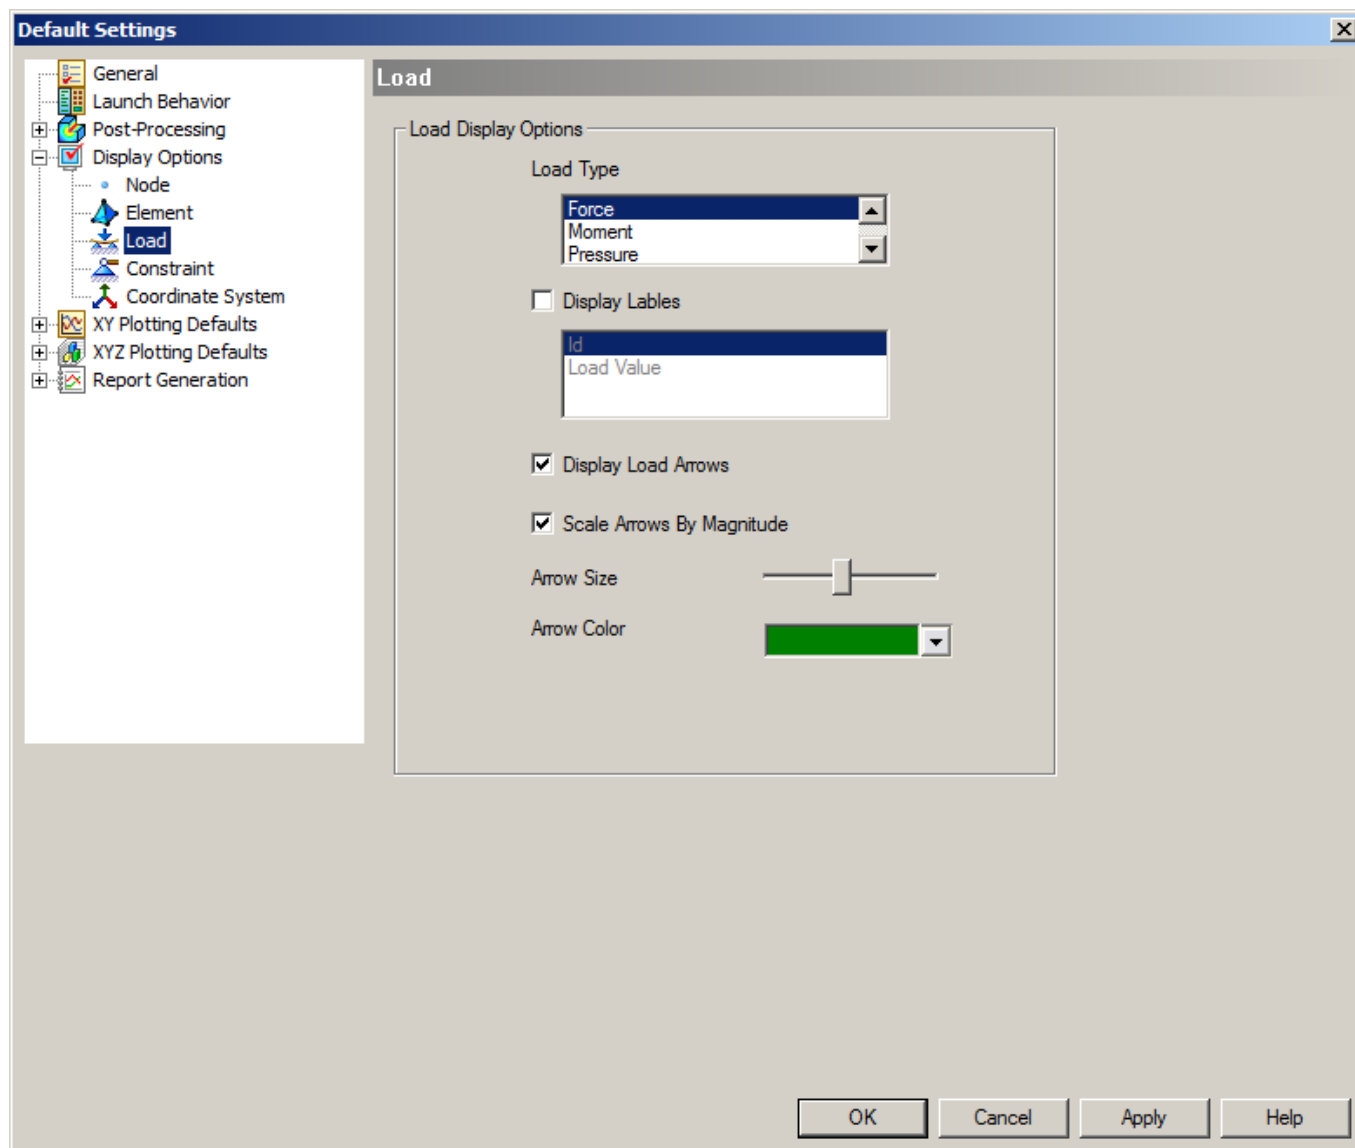 Default Settings
General
Launch Behavior
Post-Processing
Display Options
Node
Element
Load
Constraint
Coordinate System
XY Plotting Defaults
XYZ Plotting Defaults
Report Generation
Load
Load Display Options
Load Type
Force
Moment
Pressure
Display Lables
Id
Load Value
Display Load Arrows
Scale Arrows By Magnitude
Arrow Size
Arrow Color
OK Cancel Apply Help